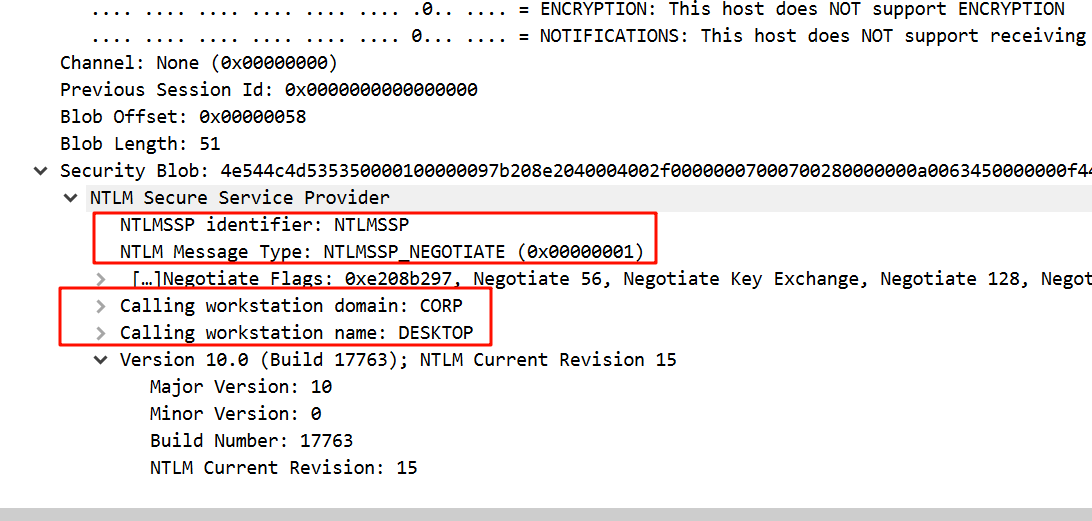 .... .... .... .... .... .... .0.. .... = ENCRYPTION: This host does NOT support ENCRYPTION
.... .... .... .... .... .... 0... .... = NOTIFICATIONS: This host does NOT support receiving
Channel: None (0x00000000)
Previous Session Id: 0x0000000000000000
Blob Offset: 0x00000058
Blob Length: 51
Security Blob: 4e544c4d535350000100000097b208e2040004002f0000000700070028000000​0a0063450000000f44
NTLM Secure Service Provider
NTLMSSP identifier: NTLMSSP
NTLM Message Type: NTLMSSP_NEGOTIATE (0x00000001)
[…]Negotiate Flags: 0xe208b297, Negotiate 56, Negotiate Key Exchange, Negotiate 128, Negot
Calling workstation domain: CORP
Calling workstation name: DESKTOP
Version 10.0 (Build 17763); NTLM Current Revision 15
Major Version: 10
Minor Version: 0
Build Number: 17763
NTLM Current Revision: 15